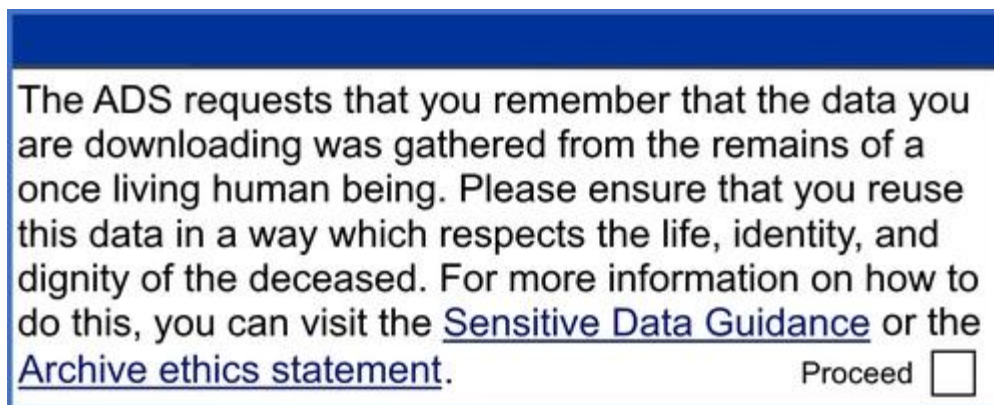 The ADS requests that you remember that the data you
are downloading was gathered from the remains of a
once living human being. Please ensure that you reuse
this data in a way which respects the life, identity, and
dignity of the deceased. For more information on how to
do this, you can visit the Sensitive Data Guidance or the
Archive ethics statement. Proceed